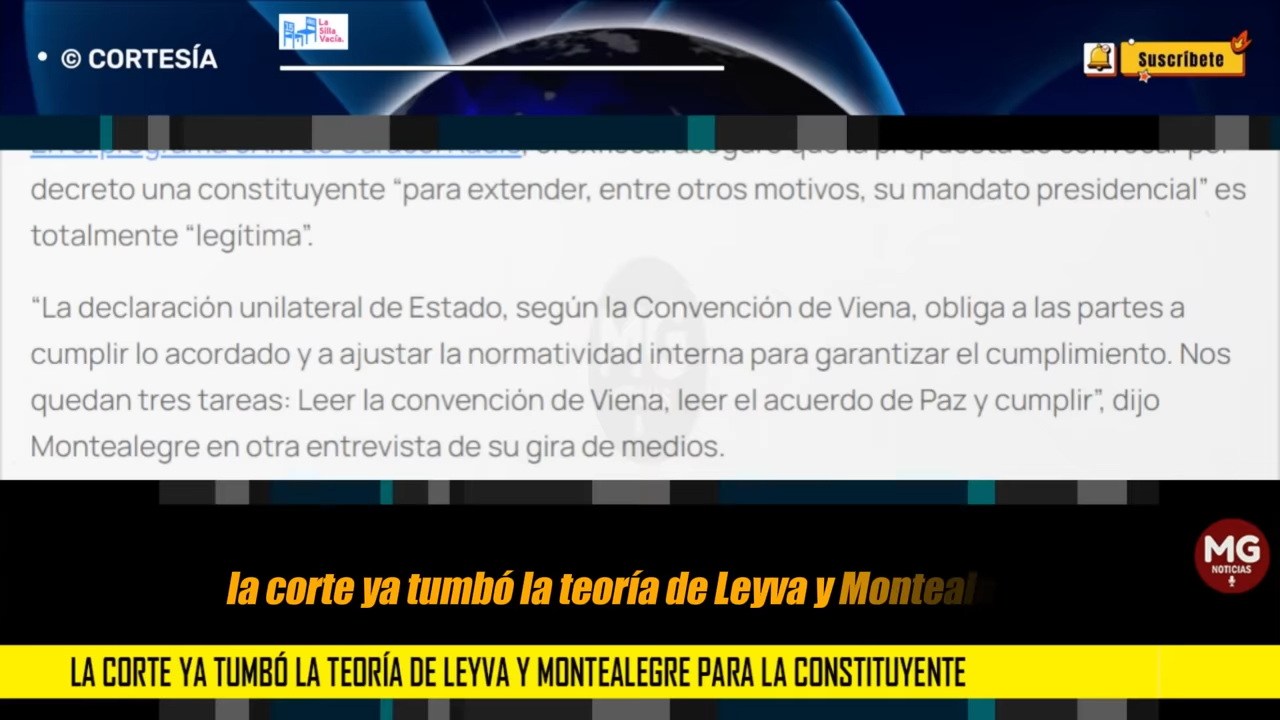 • © CORTESÍA
La
Silla
Vacía.
Suscríbete
decreto una constituyente “para extender, entre otros motivos, su mandato presidencial” es
totalmente “legítima”.
“La declaración unilateral de Estado, según la Convención de Viena, obliga a las partes a
cumplir lo acordado y a ajustar la normatividad interna para garantizar el cumplimiento. Nos
quedan tres tareas: Leer la convención de Viena, leer el acuerdo de Paz y cumplir”, dijo
Montealegre en otra entrevista de su gira de medios.
la corte ya tumbó la teoría de Leyva y Monteal
MG
NOTICIAS
LA CORTE YA TUMBÓ LA TEORÍA DE LEYVA Y MONTEALEGRE PARA LA CONSTITUYENTE